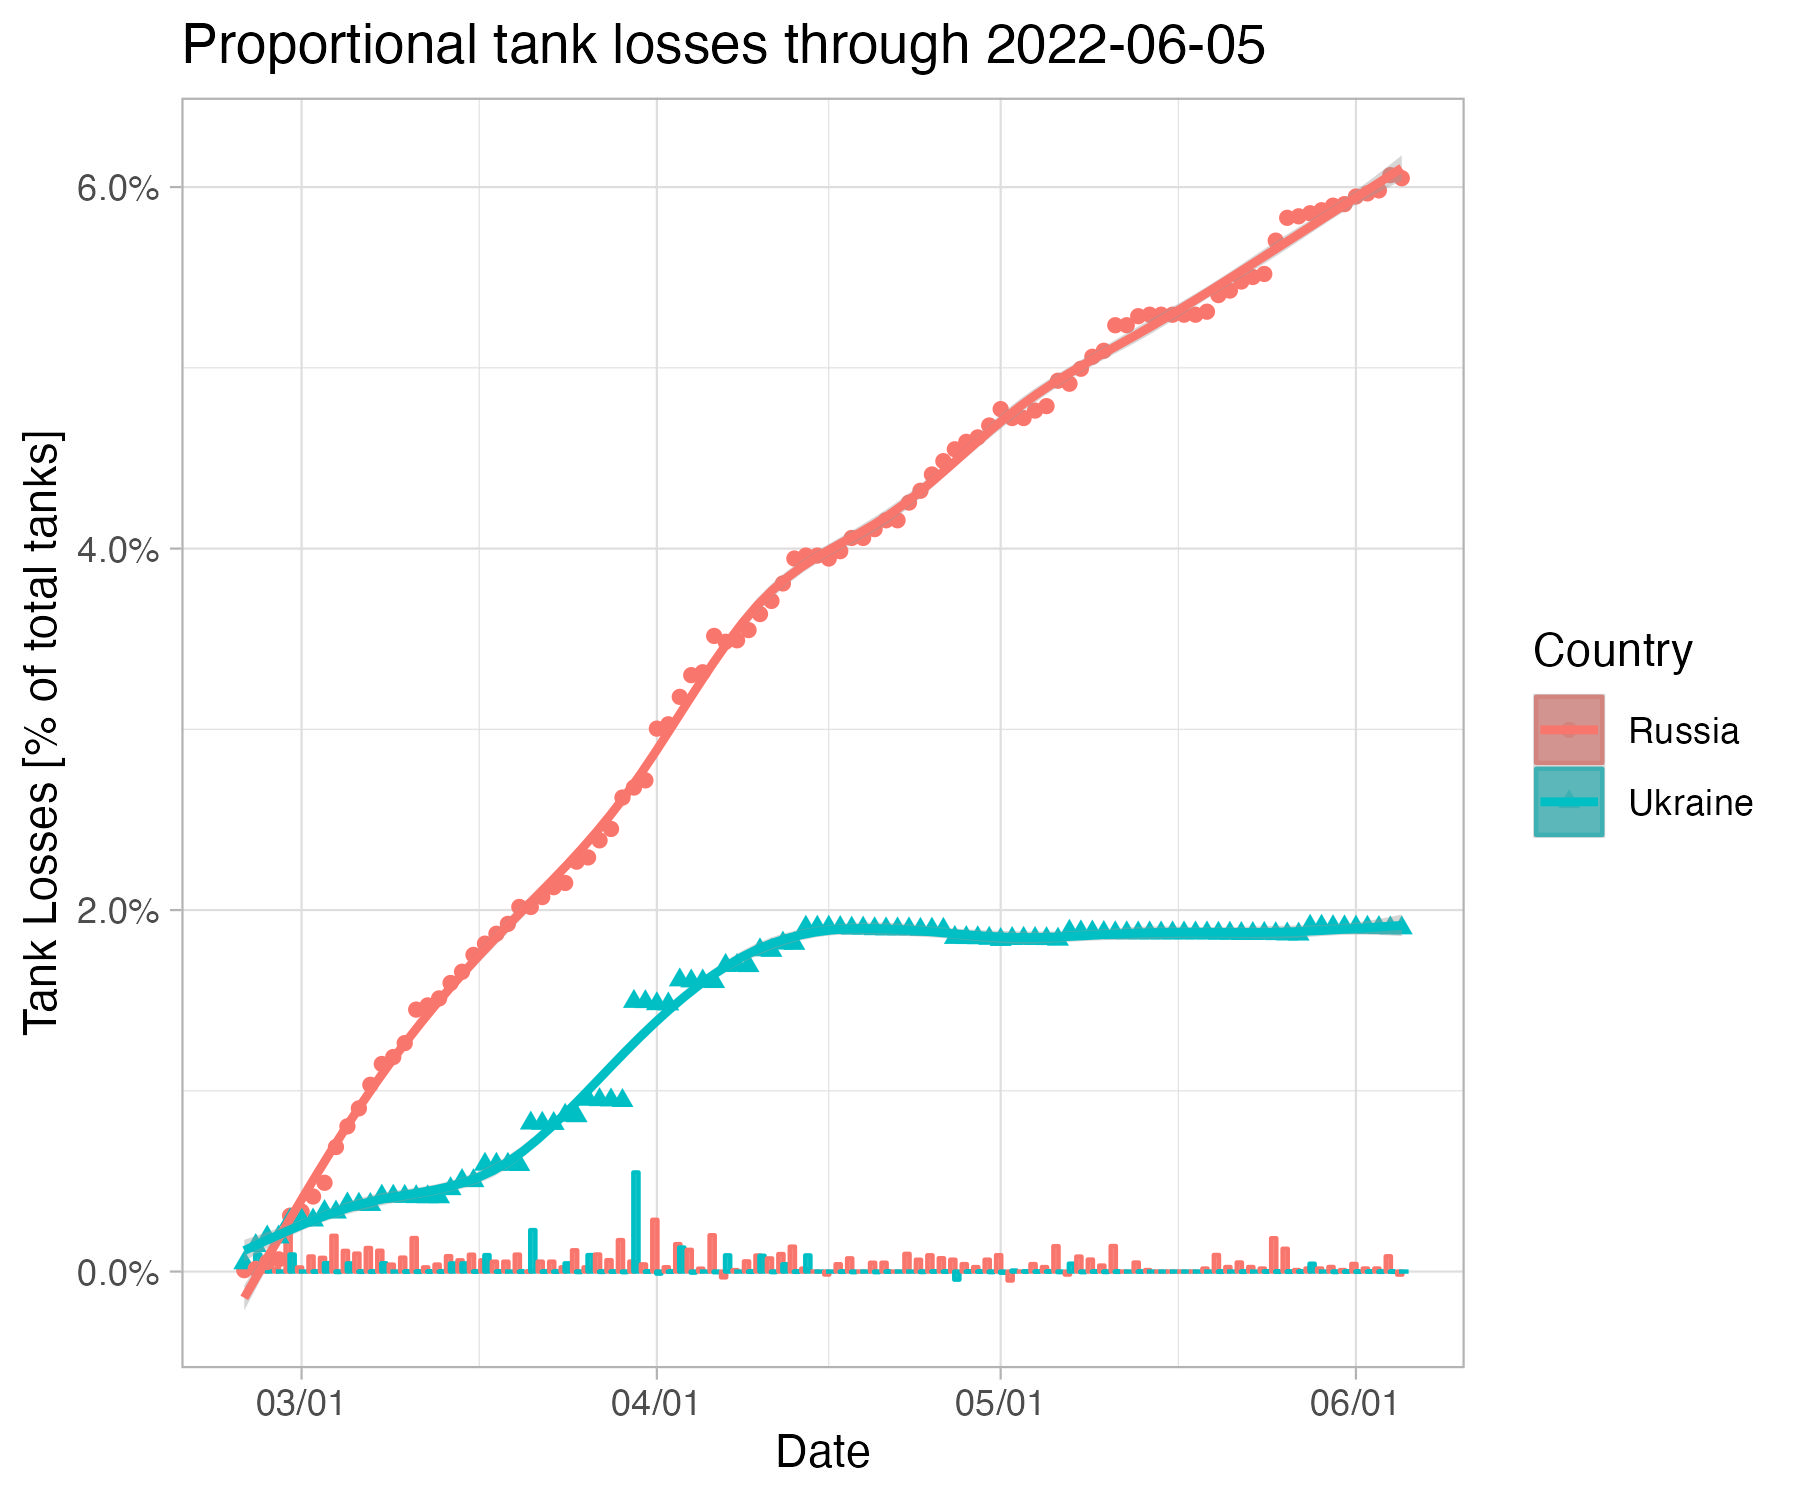 Proportional tank losses through 2022-06-05
Tank Losses [% of total tanks]
6.0%
4.0%
2.0%
0.0%
03/01
04/01
05/01
06/01
Date
Country
Russia
Ukraine